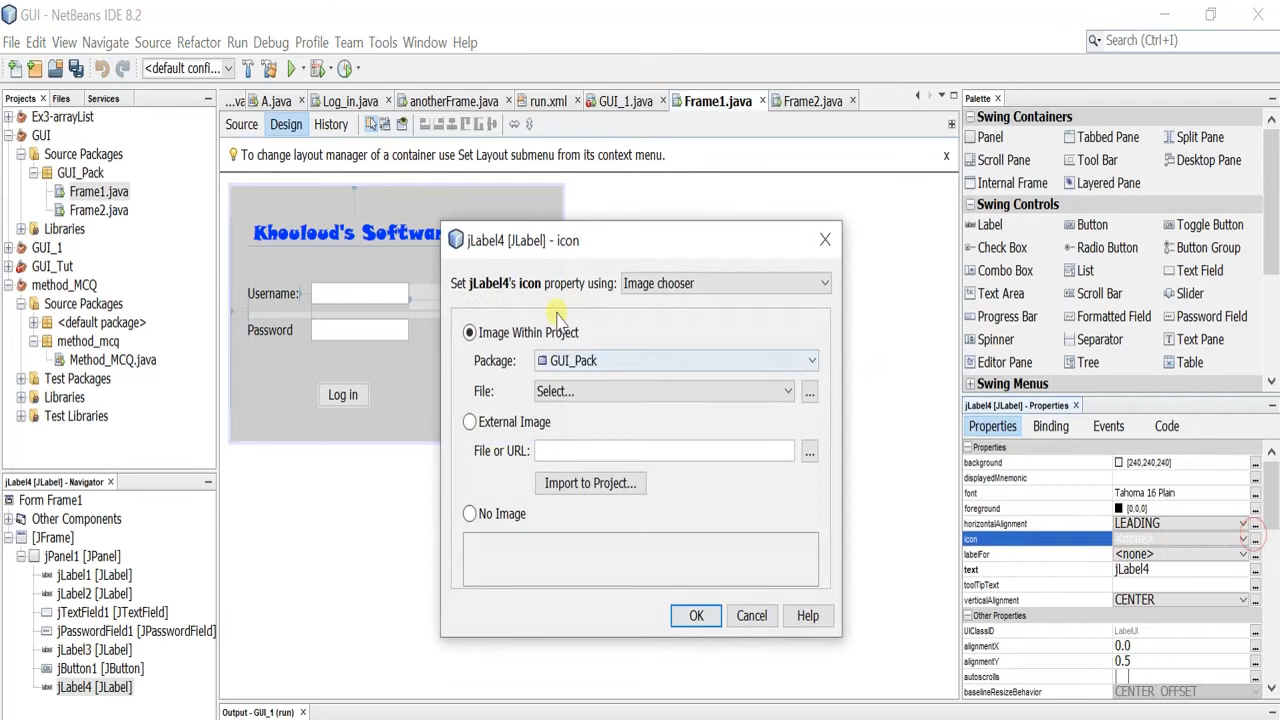 GUI - NetBeans IDE 8.2
File Edit View Navigate Source Refactor Run Debug Profile Team Tools Window Help
Search (Ctrl+I)
<default confi...
Projects Files Services
Ex3-arrayList
GUI
Source Packages
GUI_Pack
Frame1.java
Frame2.java
Libraries
GUI_1
GUI_Tut
method_MCQ
Source Packages
<default package>
method_mcq
Method_MCQ.java
Test Packages
Libraries
Test Libraries
jLabel4 [JLabel] - Navigator
Form Frame1
Other Components
[JFrame]
jPanel1 [JPanel]
jLabel1 [JLabel]
jLabel2 [JLabel]
jTextField1 [JTextField]
jPasswordField1 [JPasswordField]
jLabel3 [JLabel]
jButton1 [JButton]
jLabel4 [JLabel]
...va A.java Log_in.java anotherFrame.java run.xml GUI_1.java Frame1.java Frame2.java
Source Design History
To change layout manager of a container use Set Layout submenu from its context menu.
x
Khouloud's Softwar
Username:
Password
Log in
jLabel4 [JLabel] - icon
Set jLabel4's icon property using: Image chooser
Image Within Project
Package: GUI_Pack
File: Select... ...
External Image
File or URL: ...
Import to Project...
No Image
OK Cancel Help
Output - GUI_1 (run)
Palette
Swing Containers
Panel Tabbed Pane Split Pane
Scroll Pane Tool Bar Desktop Pane
Internal Frame Layered Pane
Swing Controls
Label Button Toggle Button
Check Box Radio Button Button Group
Combo Box List Text Field
Text Area Scroll Bar Slider
Progress Bar Formatted Field Password Field
Spinner Separator Text Pane
Editor Pane Tree Table
Swing Menus
jLabel4 [JLabel] - Properties
Properties Binding Events Code
Properties
background [240,240,240] ...
displayedMnemonic ...
font Tahoma 16 Plain ...
foreground [0,0,0] ...
horizontalAlignment LEADING ...
icon <none> ...
labelFor <none> ...
text jLabel4 ...
toolTipText ...
verticalAlignment CENTER ...
Other Properties
UIClassID LabelUI ...
alignmentX 0.0 ...
alignmentY 0.5 ...
autoscrolls ...
baselineResizeBehavior CENTER_OFFSET ...